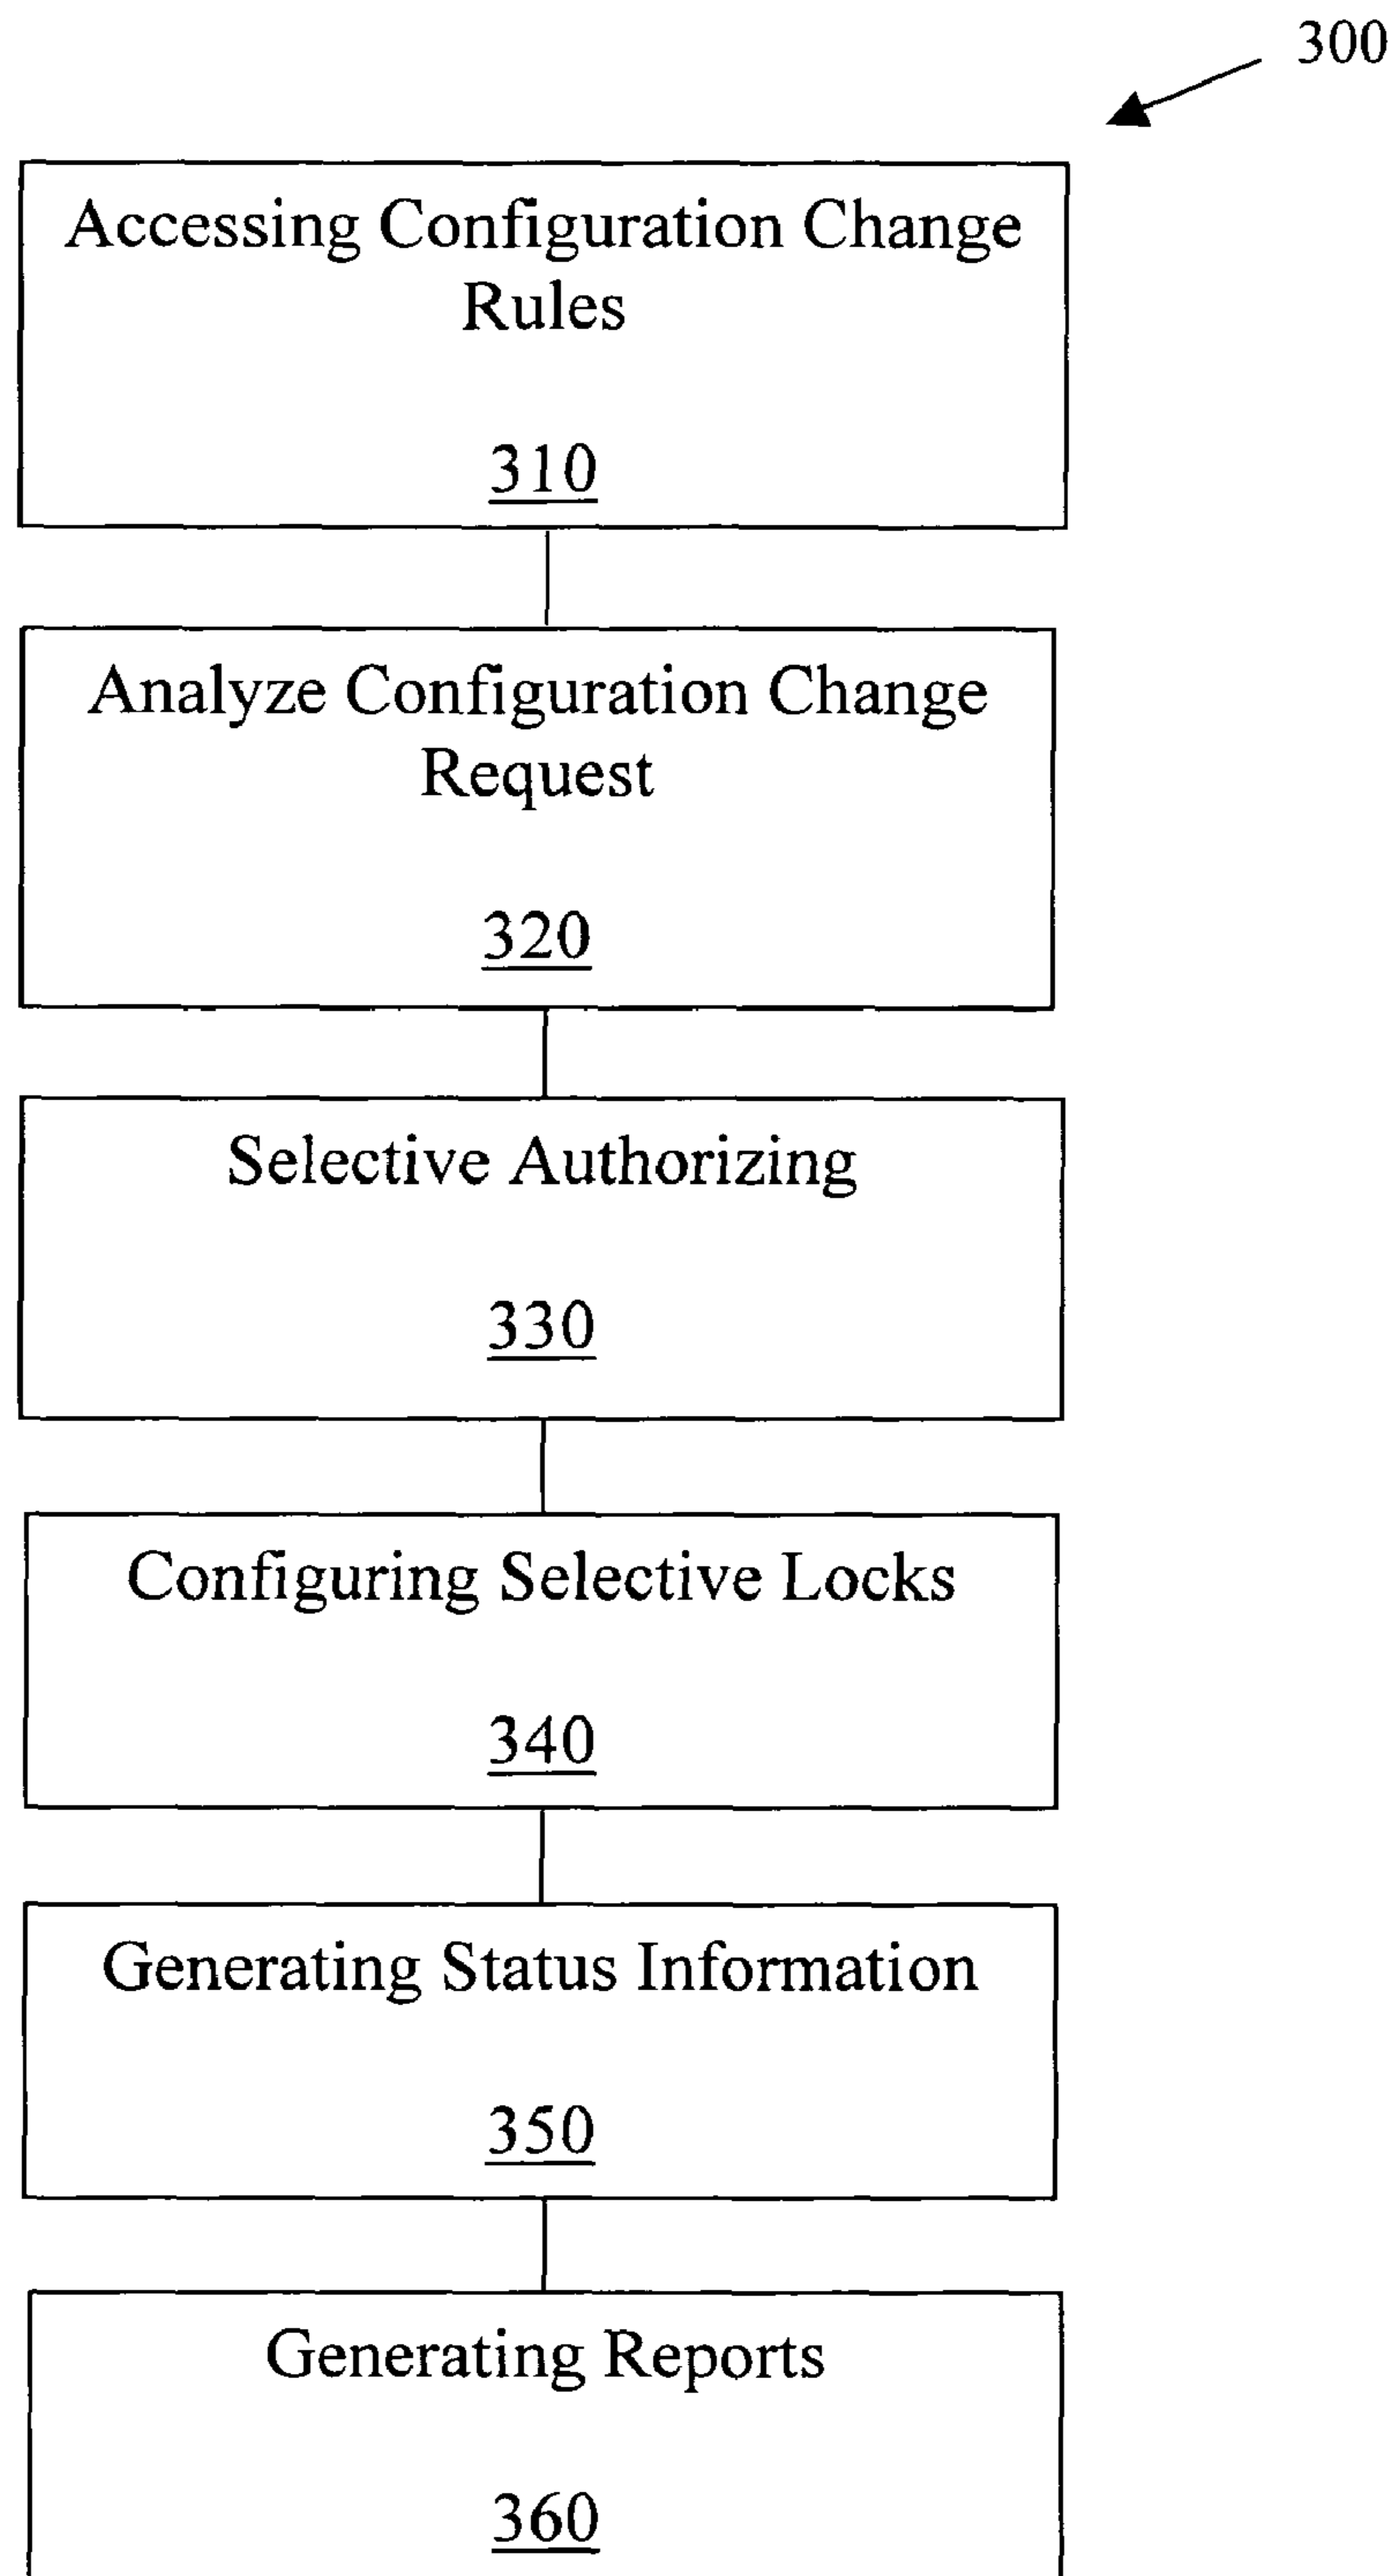 300
Accessing Configuration Change
Rules
310
Analyze Configuration Change
Request
320
Selective Authorizing
330
Configuring Selective Locks
340
Generating Status Information
350
Generating Reports
360